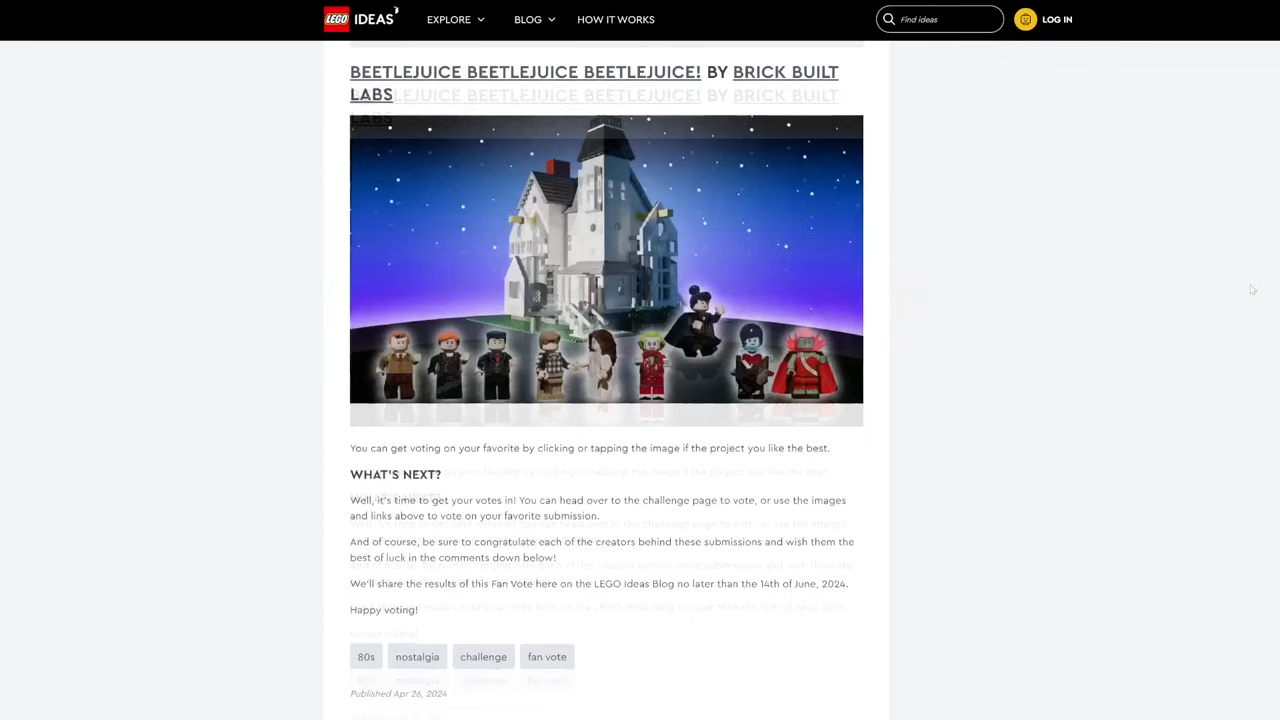 LEGO IDEAS EXPLORE BLOG HOW IT WORKS Find ideas LOG IN
BEETLEJUICE BEETLEJUICE BEETLEJUICE! BY BRICK BUILT
LABS
You can get voting on your favorite by clicking or tapping the image if the project you like the best.
WHAT'S NEXT?
Well, it's time to get your votes in! You can head over to the challenge page to vote, or use the images
and links above to vote on your favorite submission.
And of course, be sure to congratulate each of the creators behind these submissions and wish them the
best of luck in the comments down below!
We'll share the results of this Fan Vote here on the LEGO Ideas Blog no later than the 14th of June, 2024.
Happy voting!
80s nostalgia challenge fan vote
Published Apr 26, 2024